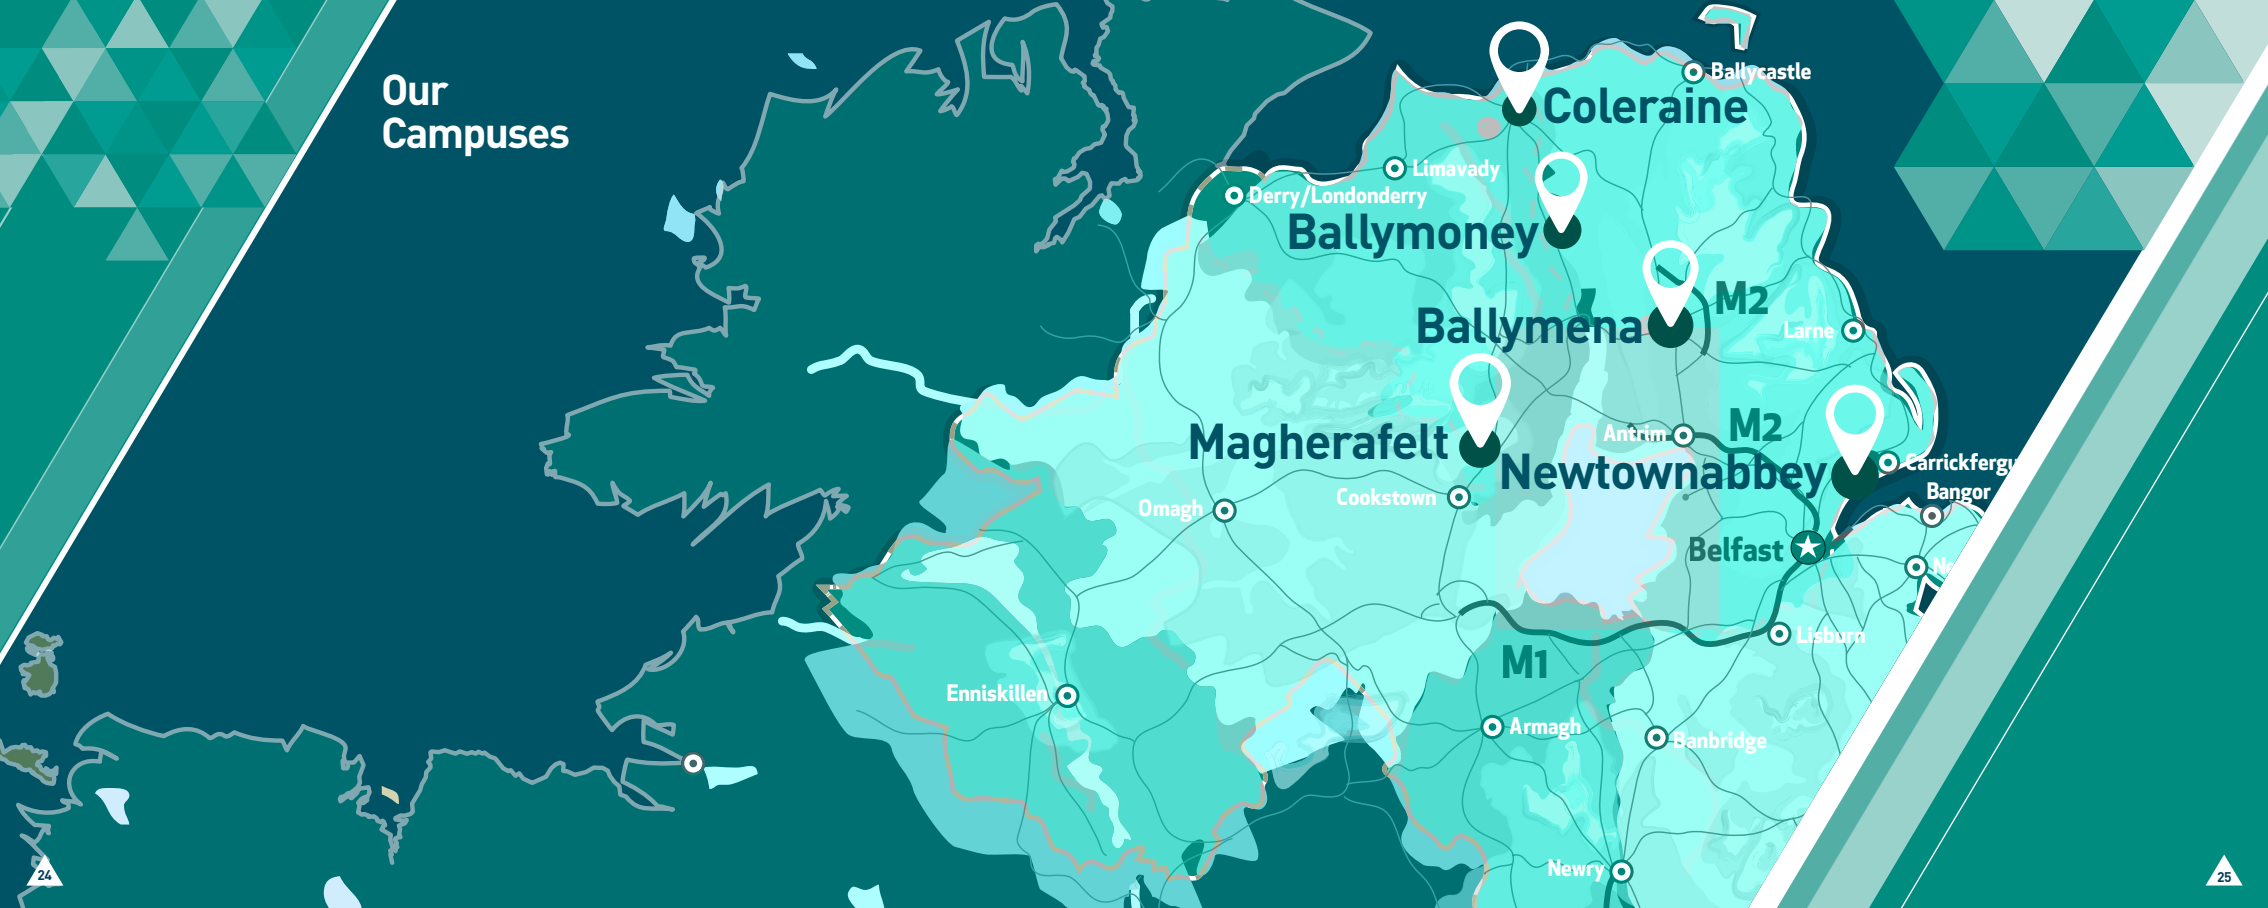 Our
Campuses
Ballycastle
Coleraine
Limavady
Derry/Londonderry
Ballymoney
M2
Ballymena
Larne
M2
Antrim
Magherafelt
Carrickfergu
Newtownabbey
Bangor
Cookstown
Omagh
Belfast
Lisburn
M1
Enniskillen
Armagh
Banbridge
Newry
24
25